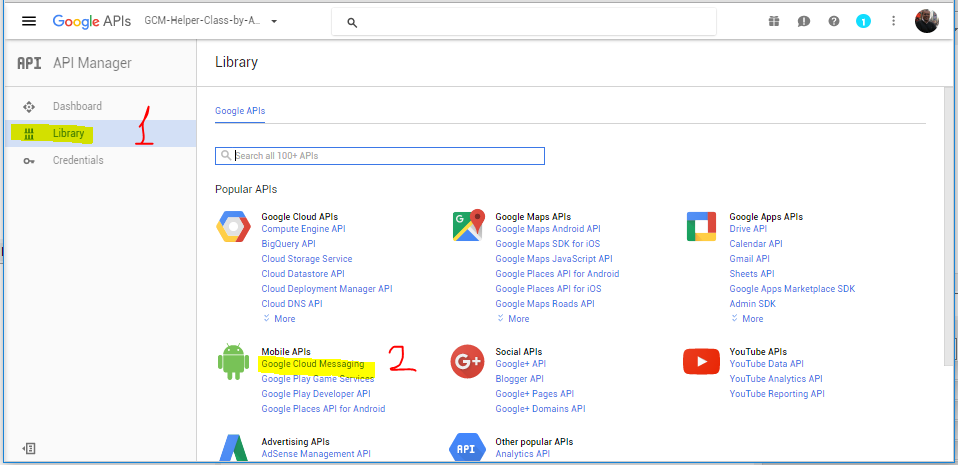 Google APIs GCM-Helper-Class-by-A... 1
API API Manager
Library
Dashboard
Library 1
Credentials
Google APIs
Search all 100+ APIs
Popular APIs
Google Cloud APIs
Compute Engine API
BigQuery API
Cloud Storage Service
Cloud Datastore API
Cloud Deployment Manager API
Cloud DNS API
More
Google Maps APIs
Google Maps Android API
Google Maps SDK for iOS
Google Maps JavaScript API
Google Places API for Android
Google Places API for iOS
Google Maps Roads API
More
Google Apps APIs
Drive API
Calendar API
Gmail API
Sheets API
Google Apps Marketplace SDK
Admin SDK
More
Mobile APIs
Google Cloud Messaging 2
Google Play Game Services
Google Play Developer API
Google Places API for Android
G+
Social APIs
Google+ API
Blogger API
Google+ Pages API
Google+ Domains API
YouTube APIs
YouTube Data API
YouTube Analytics API
YouTube Reporting API
Advertising APIs
AdSense Management API
API
Other popular APIs
Analytics API